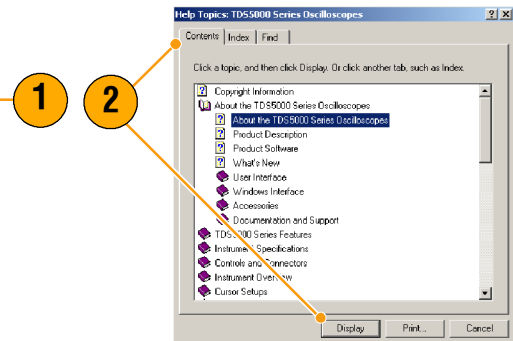 Help Topics: TDS5000 Series Oscilloscopes
Contents Index Find
Click a topic, and then click Display. Or click another tab, such as Index.
Copyright Information
About the TDS5000 Series Oscilloscopes
About the TDS5000 Series Oscilloscopes
Product Description
Product Software
What's New
User Interface
Windows Interface
Accessories
Documentation and Support
TDS5000 Series Features
Instrument Specifications
Controls and Connectors
Instrument Overview
Cursor Setups
Display Print... Cancel
1
2